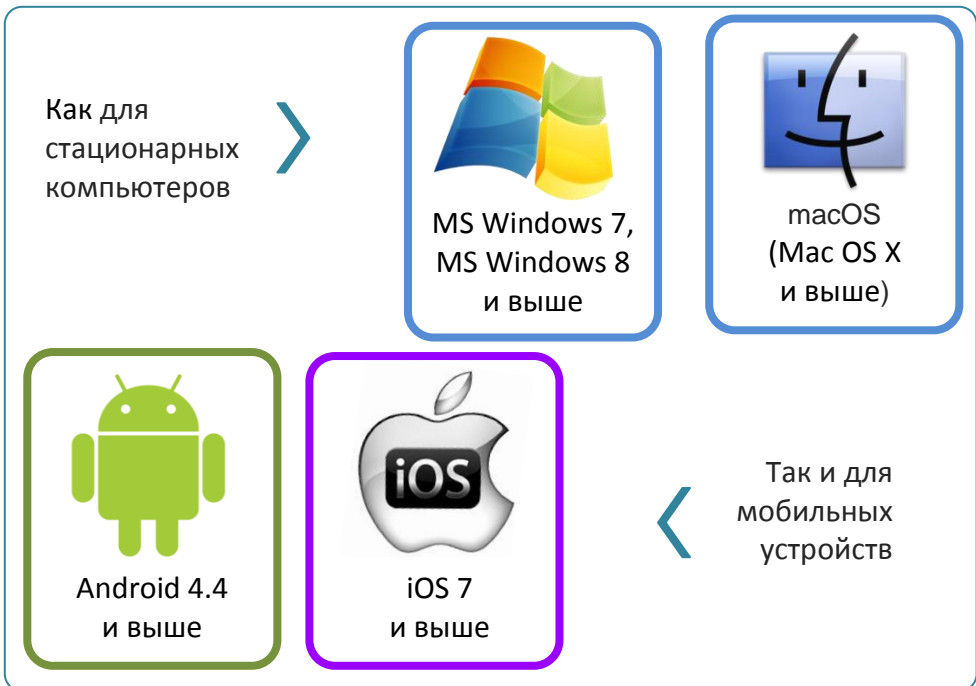 Как для
стационарных
компьютеров
MS Windows 7,
MS Windows 8
и выше
macOS
(Mac OS X
и выше)
Android 4.4
и выше
iOS
iOS 7
и выше
Так и для
мобильных
устройств